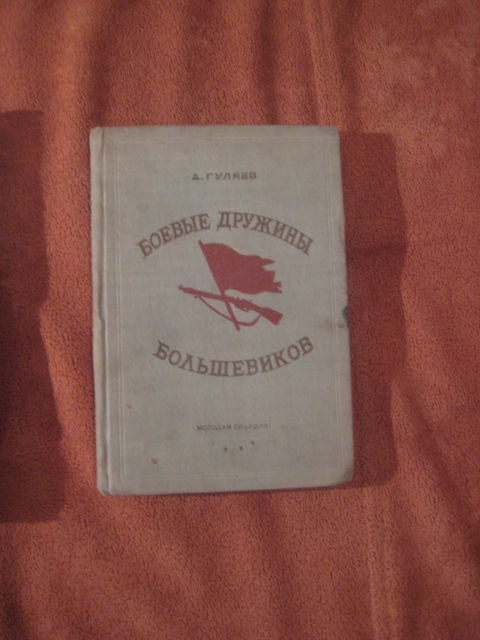 А. ГУЛЯЕВ
БОЕВЫЕ ДРУЖИНЫ
БОЛЬШЕВИКОВ
МОЛОДАЯ ГВАРДИЯ